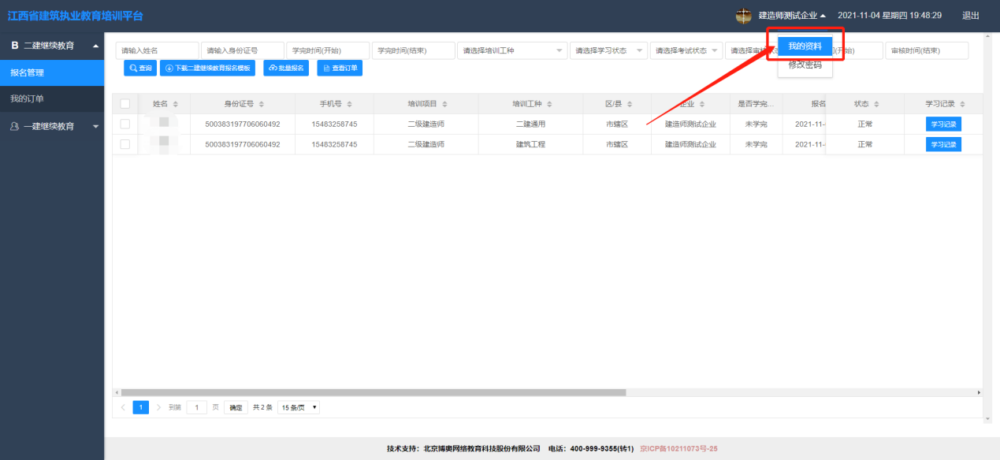 江西省建筑执业教育培训平台
建造师测试企业 2021-11-04 星期四 19:48:29 退出
我的资料
修改密码
B 二建继续教育
报名管理
我的订单
一建继续教育
请输入姓名 请输入身份证号 学完时间(开始) 学完时间(结束) 请选择培训工种 请选择学习状态 请选择考试状态 请选择审核 开始) 审核时间(结束)
查询 下载二建继续教育报名模板 批量报名 查看订单
姓名 身份证号 手机号 培训项目 培训工种 区/县 企业 是否学完... 报名 状态 学习记录
500383197706060492 15483258745 二级建造师 二建通用 市辖区 建造师测试企业 未学完 2021-11- 正常 学习记录
500383197706060492 15483258745 二级建造师 建筑工程 市辖区 建造师测试企业 未学完 2021-11- 正常 学习记录
1 到第 1 页 确定 共 2 条 15 条/页
技术支持：北京博奥网络教育科技股份有限公司 电话：400-999-9355(转1) 京ICP备10211073号-25